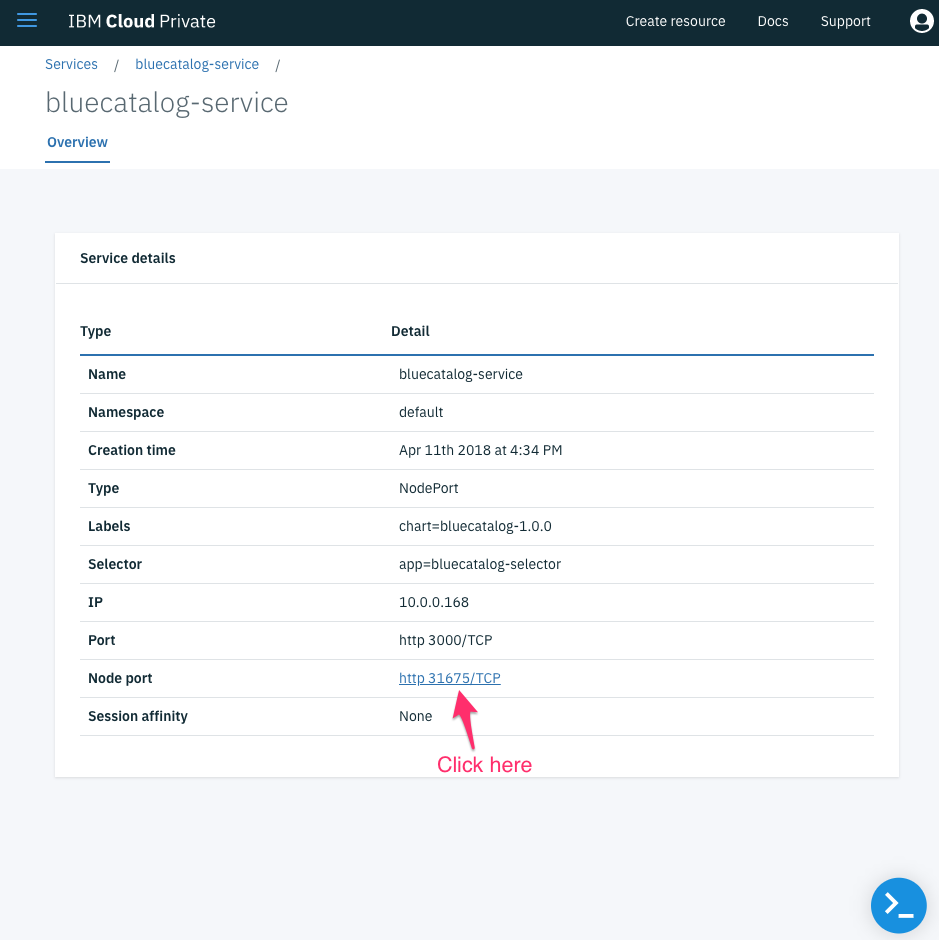 IBM Cloud Private Create resource Docs Support
Services / bluecatalog-service /
bluecatalog-service
Overview
Service details
Type Detail
Name bluecatalog-service
Namespace default
Creation time Apr 11th 2018 at 4:34 PM
Type NodePort
Labels chart=bluecatalog-1.0.0
Selector app=bluecatalog-selector
IP 10.0.0.168
Port http 3000/TCP
Node port http 31675/TCP
Session affinity None
Click here